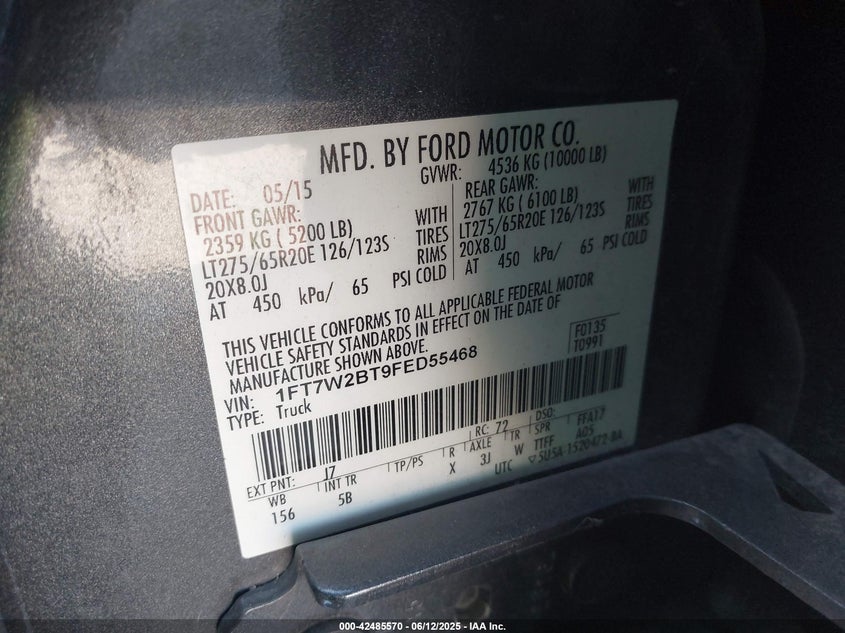 MFD. BY FORD MOTOR CO.
DATE: 05/15
GVWR: 4536 KG (10000 LB)
FRONT GAWR:
2359 KG ( 5200 LB)
WITH
LT275/65R20E 126/123S
TIRES
20X8.0J
RIMS
AT 450 kPa/ 65 PSI COLD
REAR GAWR:
2767 KG ( 6100 LB)
WITH
LT275/65R20E 126/123S
TIRES
20X8.0J
RIMS
AT 450 kPa/ 65 PSI COLD
THIS VEHICLE CONFORMS TO ALL APPLICABLE FEDERAL MOTOR
VEHICLE SAFETY STANDARDS IN EFFECT ON THE DATE OF
MANUFACTURE SHOWN ABOVE.
VIN: 1FT7W2BT9FED55468
TYPE: Truck
F0135
T0991
EXT PNT: J7
RC: 72
DSO:
WB
INT TR
TP/PS
R
AXLE
TR
SPR
FFA17
156
5B
X
3J
W
TTFF
A05
UTC
▽5U5A-1520472-BA
000-42485570 - 06/12/2025 - IAA Inc.